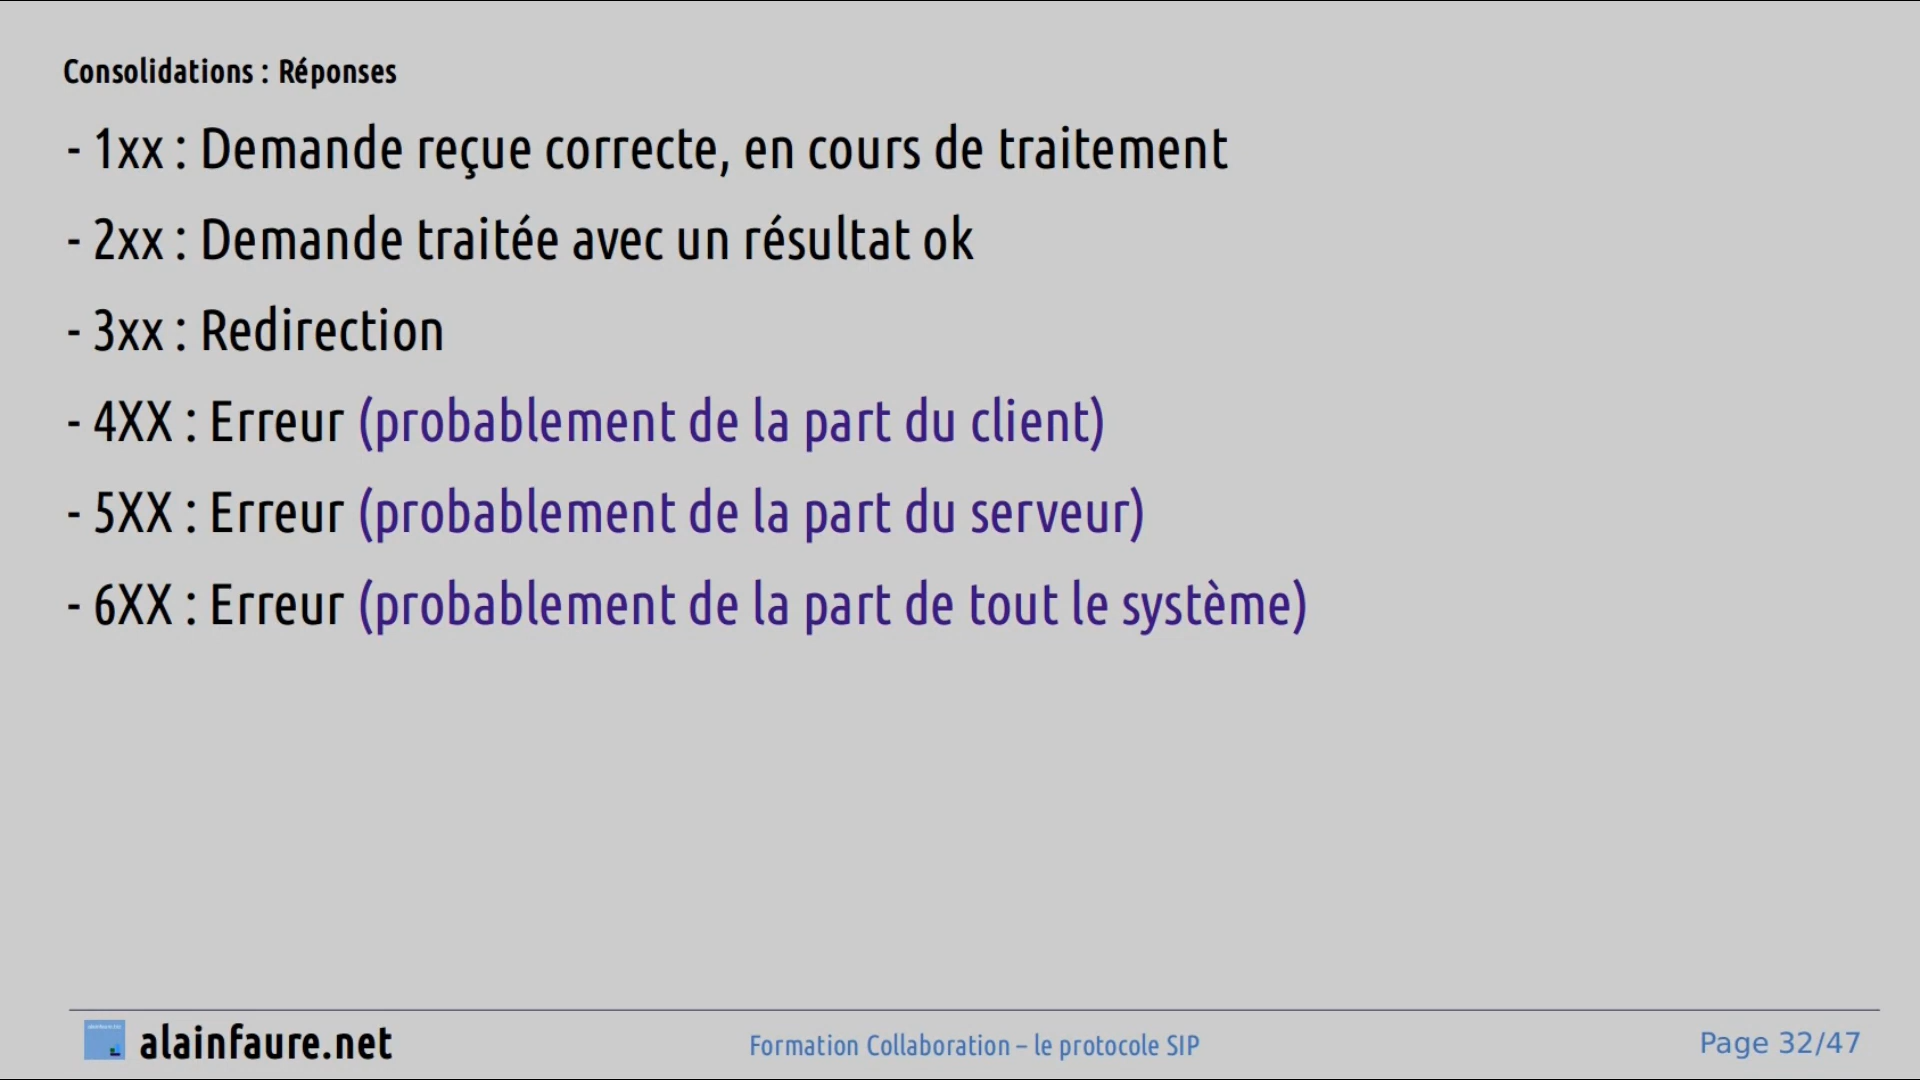 Consolidations : Réponses
- 1xx : Demande reçue correcte, en cours de traitement
- 2xx : Demande traitée avec un résultat ok
- 3xx : Redirection
- 4XX : Erreur (probablement de la part du client)
- 5XX : Erreur (probablement de la part du serveur)
- 6XX : Erreur (probablement de la part de tout le système)
alainfaure.net
Formation Collaboration – le protocole SIP
Page 32/47